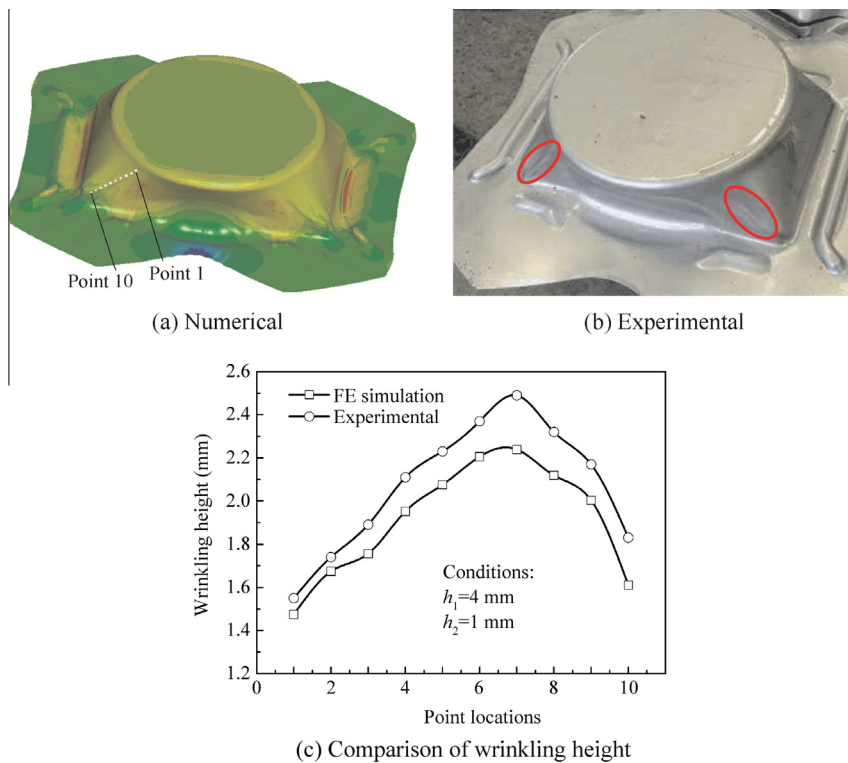 Point 10
Point 1
(a) Numerical
(b) Experimental
2.6
2.4
2.2
2.0
1.8
1.6
1.4
1.2
Wrinkling height (mm)
FE simulation
Experimental
Conditions:
h₁=4 mm
h₂=1 mm
0 2 4 6 8 10
Point locations
(c) Comparison of wrinkling height